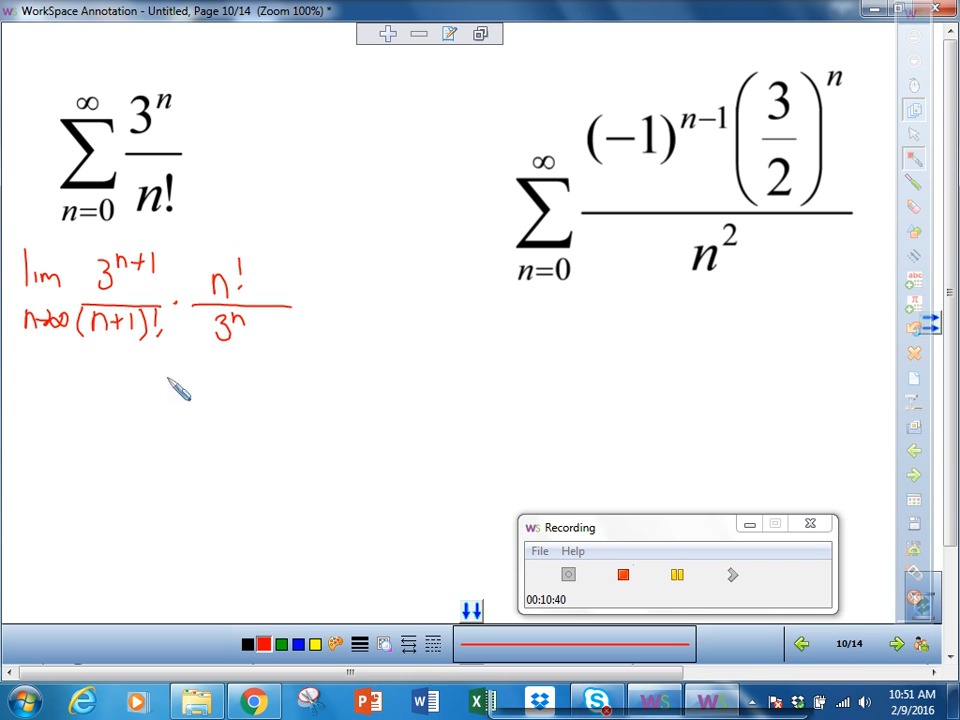 WorkSpace Annotation - Untitled, Page 10/14 (Zoom 100%) *
∞
∑ 3^n / n!
n=0
∞
∑ (−1)^{n−1} (3/2)^n / n^2
n=0
lim 3^{n+1} / (n+1)! · n! / 3^n
n→∞
WS Recording
File Help
00:10:40
10/14
10:51 AM
2/9/2016